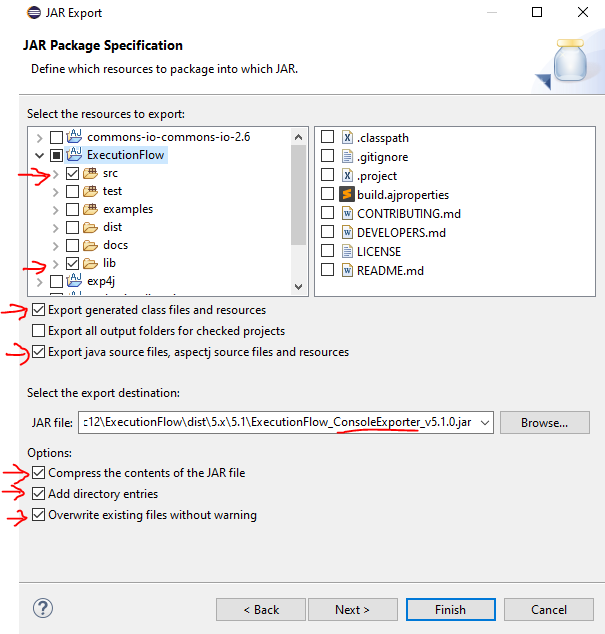 JAR Export
JAR Package Specification
Define which resources to package into which JAR.
Select the resources to export:
commons-io-commons-io-2.6
ExecutionFlow
src
test
examples
dist
docs
lib
exp4j
.classpath
.gitignore
.project
build.ajproperties
CONTRIBUTING.md
DEVELOPERS.md
LICENSE
README.md
Export generated class files and resources
Export all output folders for checked projects
Export java source files, aspectj source files and resources
Select the export destination:
JAR file: c12\ExecutionFlow\dist\5.x\5.1\ExecutionFlow_ConsoleExporter_v5.1.0.jar Browse...
Options:
Compress the contents of the JAR file
Add directory entries
Overwrite existing files without warning
? < Back Next > Finish Cancel